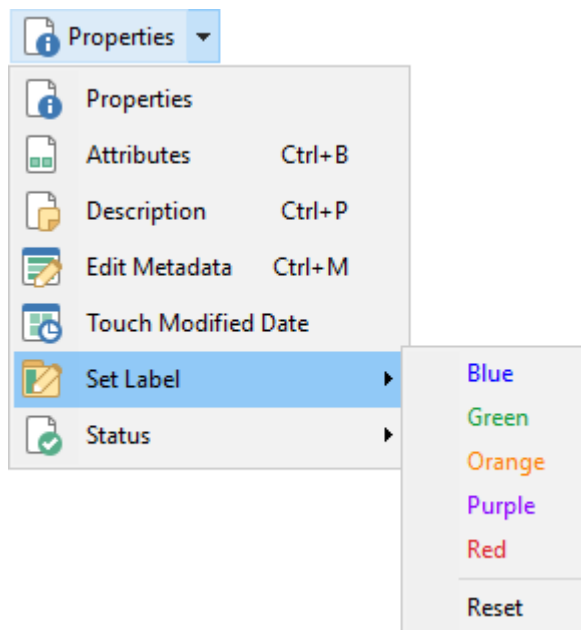 Properties
Properties
Attributes Ctrl+B
Description Ctrl+P
Edit Metadata Ctrl+M
Touch Modified Date
Set Label
Status
Blue
Green
Orange
Purple
Red
Reset